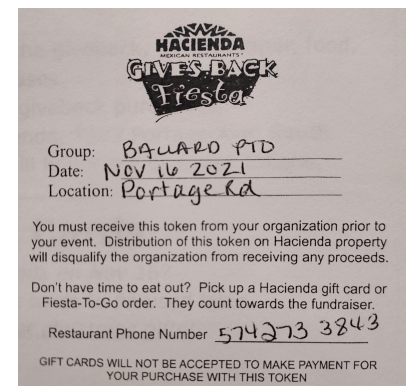 HACIENDA
MEXICAN RESTAURANTS
GIVES BACK
Fiesta
Group: BALLARD PTO
Date: NOV 16 2021
Location: Portage Rd
You must receive this token from your organization prior to
your event. Distribution of this token on Hacienda property
will disqualify the organization from receiving any proceeds.
Don't have time to eat out? Pick up a Hacienda gift card or
Fiesta-To-Go order. They count towards the fundraiser.
Restaurant Phone Number 574 273 3843
GIFT CARDS WILL NOT BE ACCEPTED TO MAKE PAYMENT FOR
YOUR PURCHASE WITH THIS TOKEN